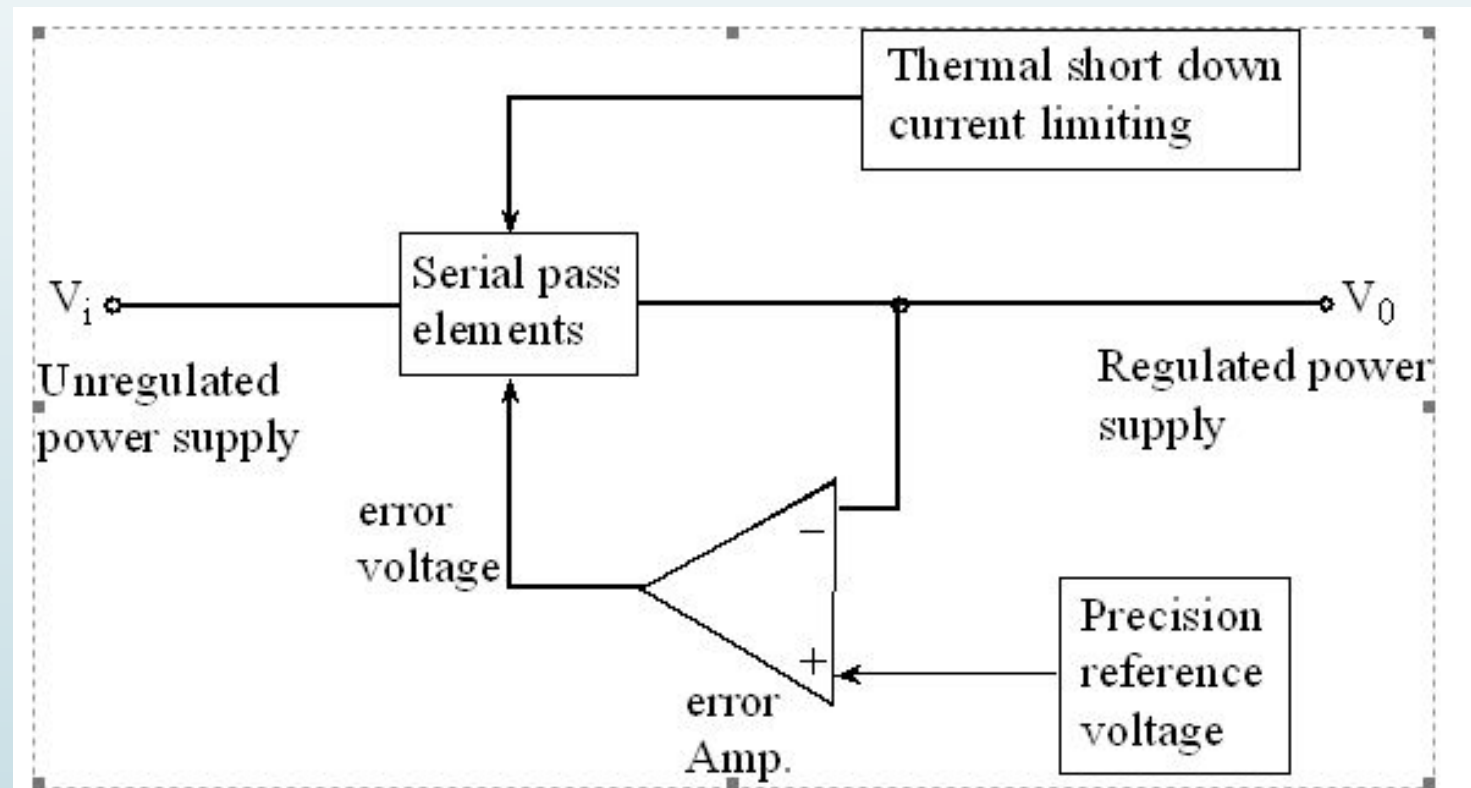 Thermal short down
current limiting
Serial pass
elements
Vi
V0
Unregulated
power supply
Regulated power
supply
error
voltage
−
+
error
Amp.
Precision
reference
voltage